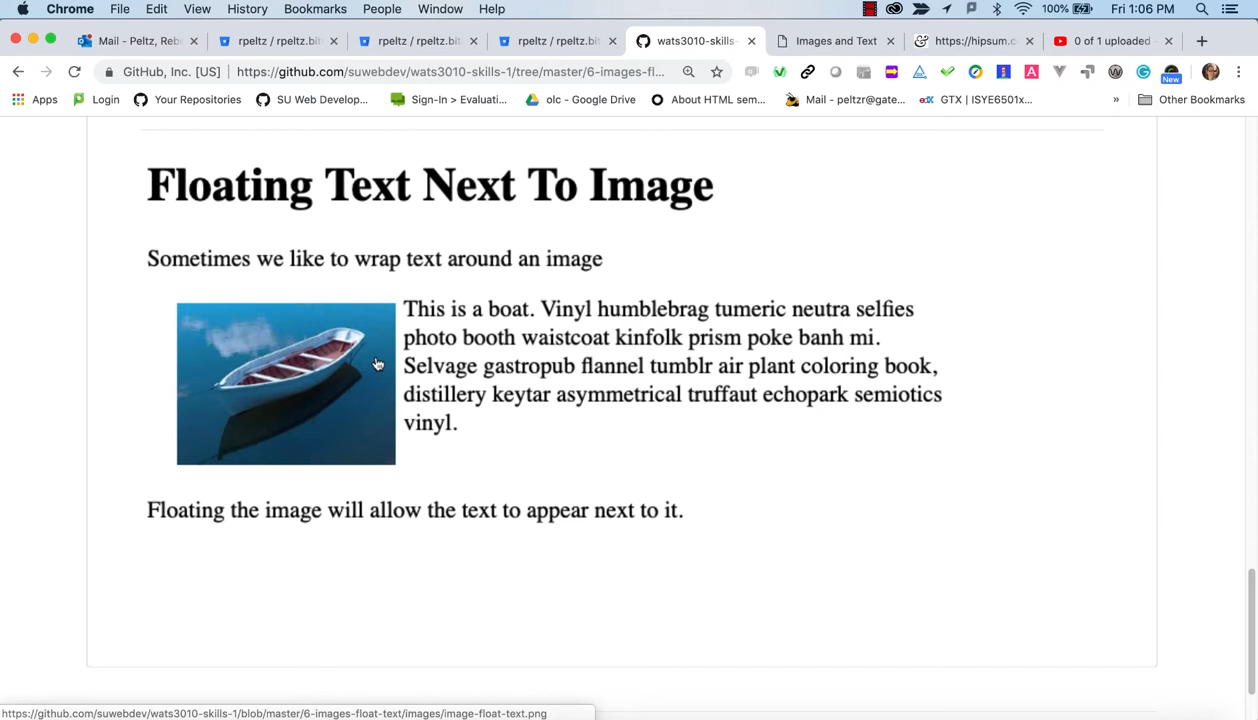 Chrome File Edit View History Bookmarks People Window Help 100% Fri 1:06 PM
Mail - Peltz, Reb
rpeltz / rpeltz.bit
rpeltz / rpeltz.bit
rpeltz / rpeltz.bit
wats3010-skills-
Images and Text
https://hipsum.c
0 of 1 uploaded -
GitHub, Inc. [US] https://github.com/suwebdev/wats3010-skills-1/tree/master/6-images-fl...
New
Apps Login Your Repositories SU Web Develop... Sign-In > Evaluati... olc - Google Drive About HTML sem... Mail - peltzr@gate... edX GTX | ISYE6501x... » Other Bookmarks
Floating Text Next To Image
Sometimes we like to wrap text around an image
This is a boat. Vinyl humblebrag tumeric neutra selfies
photo booth waistcoat kinfolk prism poke banh mi.
Selvage gastropub flannel tumblr air plant coloring book,
distillery keytar asymmetrical truffaut echopark semiotics
vinyl.
Floating the image will allow the text to appear next to it.
https://github.com/suwebdev/wats3010-skills-1/blob/master/6-images-float-text/images/image-float-text.png